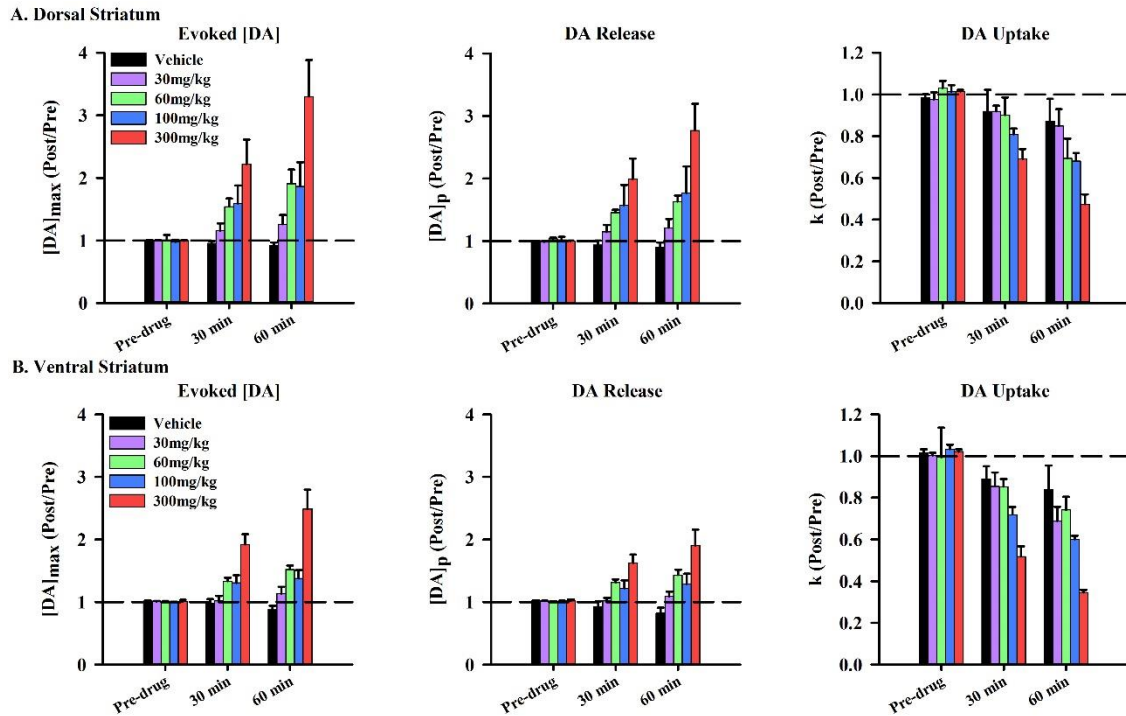 A. Dorsal Striatum
Evoked [DA]
DA Release
DA Uptake
[DA]max (Post/Pre)
4
3
2
1
0
Vehicle
30mg/kg
60mg/kg
100mg/kg
300mg/kg
Pre-drug
30 min
60 min
[DA]p (Post/Pre)
4
3
2
1
0
Pre-drug
30 min
60 min
k (Post/Pre)
1.2
1.0
0.8
0.6
0.4
0.2
0.0
Pre-drug
30 min
60 min
B. Ventral Striatum
Evoked [DA]
DA Release
DA Uptake
[DA]max (Post/Pre)
4
3
2
1
0
Vehicle
30mg/kg
60mg/kg
100mg/kg
300mg/kg
Pre-drug
30 min
60 min
[DA]p (Post/Pre)
4
3
2
1
0
Pre-drug
30 min
60 min
k (Post/Pre)
1.2
1.0
0.8
0.6
0.4
0.2
0.0
Pre-drug
30 min
60 min